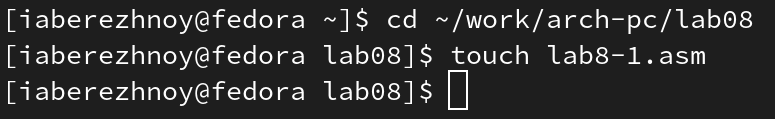 [iaberezhnoy@fedora ~]$ cd ~/work/arch-pc/lab08
[iaberezhnoy@fedora lab08]$ touch lab8-1.asm
[iaberezhnoy@fedora lab08]$